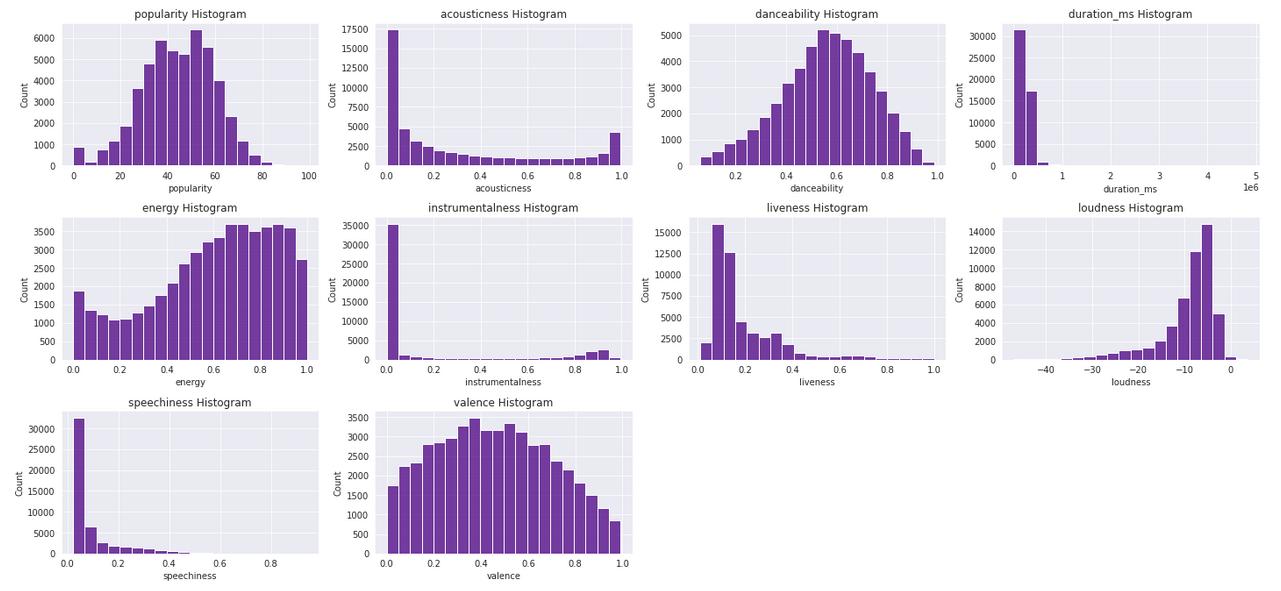 popularity Histogram
Count
6000
5000
4000
3000
2000
1000
0
0 20 40 60 80 100
popularity
acousticness Histogram
Count
17500
15000
12500
10000
7500
5000
2500
0
0.0 0.2 0.4 0.6 0.8 1.0
acousticness
danceability Histogram
Count
5000
4000
3000
2000
1000
0
0.2 0.4 0.6 0.8 1.0
danceability
duration_ms Histogram
Count
30000
25000
20000
15000
10000
5000
0
0 1 2 3 4 5
1e6
duration_ms
energy Histogram
Count
3500
3000
2500
2000
1500
1000
500
0
0.0 0.2 0.4 0.6 0.8 1.0
energy
instrumentalness Histogram
Count
35000
30000
25000
20000
15000
10000
5000
0
0.0 0.2 0.4 0.6 0.8 1.0
instrumentalness
liveness Histogram
Count
15000
12500
10000
7500
5000
2500
0
0.0 0.2 0.4 0.6 0.8 1.0
liveness
loudness Histogram
Count
14000
12000
10000
8000
6000
4000
2000
0
−40 −30 −20 −10 0
loudness
speechiness Histogram
Count
30000
25000
20000
15000
10000
5000
0
0.0 0.2 0.4 0.6 0.8
speechiness
valence Histogram
Count
3500
3000
2500
2000
1500
1000
500
0
0.0 0.2 0.4 0.6 0.8 1.0
valence